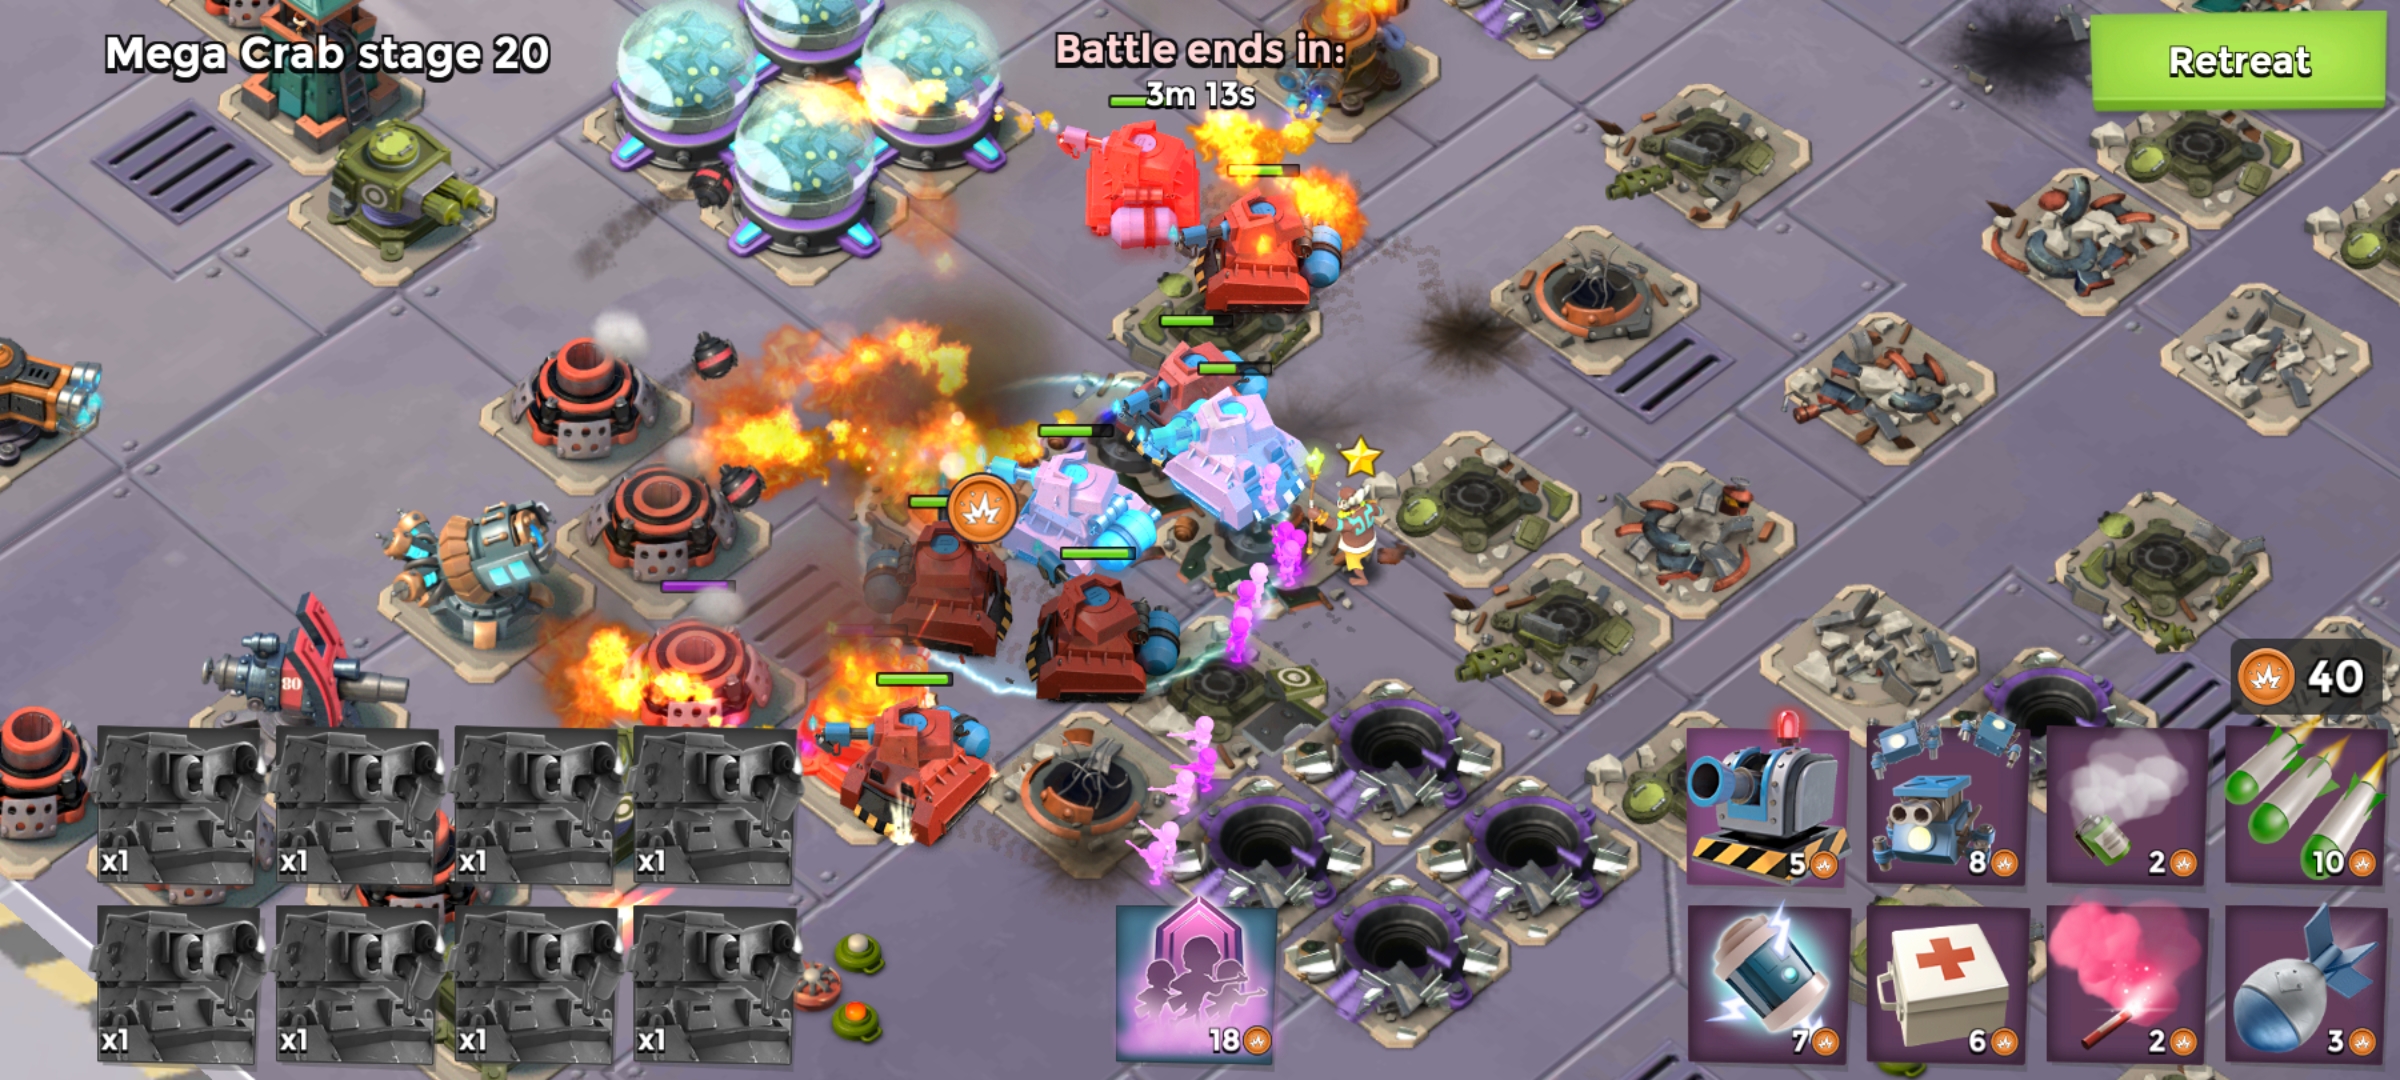 Mega Crab stage 20
Battle ends in:
3m 13s
Retreat
80
40
x1
x1
x1
x1
5
8
2
10
x1
x1
x1
x1
18
7
6
2
3